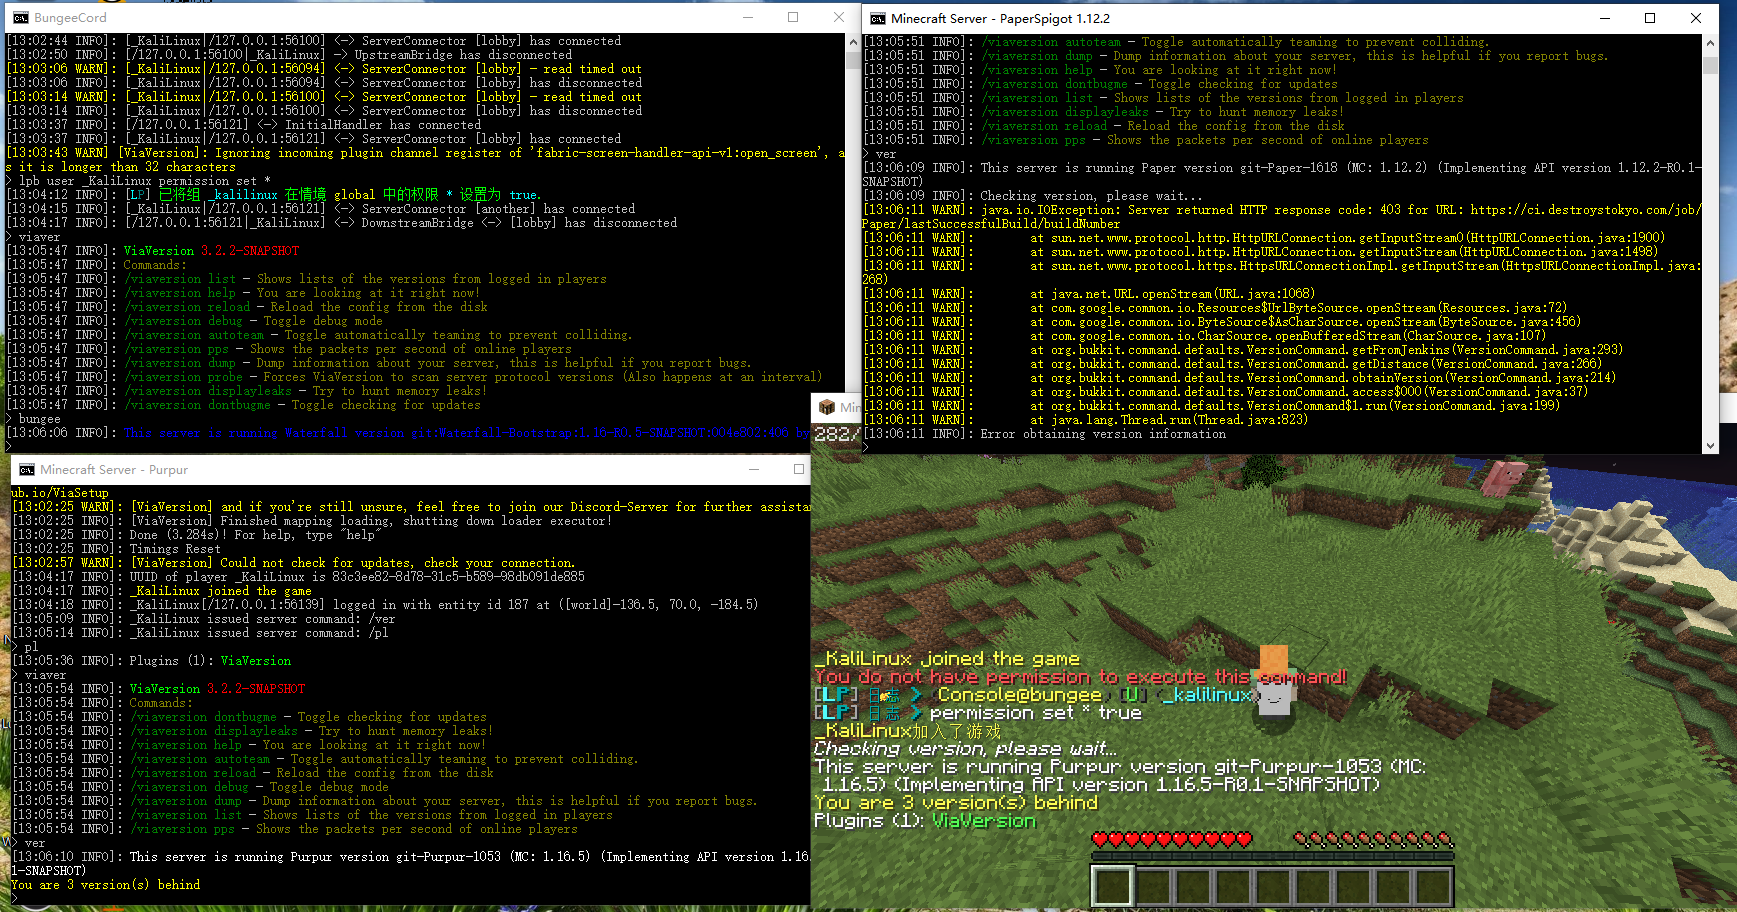 BungeeCord
[13:02:44 INFO]: [_KaliLinux|/127.0.0.1:56100] <-> ServerConnector [lobby] has connected
[13:02:50 INFO]: [/127.0.0.1:56100|_KaliLinux] -> UpstreamBridge has disconnected
[13:03:06 WARN]: [_KaliLinux|/127.0.0.1:56094] <-> ServerConnector [lobby] - read timed out
[13:03:06 INFO]: [_KaliLinux|/127.0.0.1:56094] <-> ServerConnector [lobby] has disconnected
[13:03:14 WARN]: [_KaliLinux|/127.0.0.1:56100] <-> ServerConnector [lobby] - read timed out
[13:03:14 INFO]: [_KaliLinux|/127.0.0.1:56100] <-> ServerConnector [lobby] has disconnected
[13:03:37 INFO]: [/127.0.0.1:56121] <-> InitialHandler has connected
[13:03:37 INFO]: [_KaliLinux|/127.0.0.1:56121] <-> ServerConnector [lobby] has connected
[13:03:43 WARN] [ViaVersion]: Ignoring incoming plugin channel register of 'fabric-screen-handler-api-v1:open_screen', a
s it is longer than 32 characters
> lpb user _KaliLinux permission set *
[13:04:12 INFO]: [LP] 已将组 _kalilinux 在情境 global 中的权限 * 设置为 true.
[13:04:15 INFO]: [_KaliLinux|/127.0.0.1:56121] <-> ServerConnector [another] has connected
[13:04:17 INFO]: [/127.0.0.1:56121|_KaliLinux] <-> DownstreamBridge <-> [lobby] has disconnected
> viaver
[13:05:47 INFO]: ViaVersion 3.2.2-SNAPSHOT
[13:05:47 INFO]: Commands:
[13:05:47 INFO]: /viaversion list - Shows lists of the versions from logged in players
[13:05:47 INFO]: /viaversion help - You are looking at it right now!
[13:05:47 INFO]: /viaversion reload - Reload the config from the disk
[13:05:47 INFO]: /viaversion debug - Toggle debug mode
[13:05:47 INFO]: /viaversion autoteam - Toggle automatically teaming to prevent colliding.
[13:05:47 INFO]: /viaversion pps - Shows the packets per second of online players
[13:05:47 INFO]: /viaversion dump - Dump information about your server, this is helpful if you report bugs.
[13:05:47 INFO]: /viaversion probe - Forces ViaVersion to scan server protocol versions (Also happens at an interval)
[13:05:47 INFO]: /viaversion displayleaks - Try to hunt memory leaks!
[13:05:47 INFO]: /viaversion dontbugme - Toggle checking for updates
> bungee
[13:06:06 INFO]: This server is running Waterfall version git:Waterfall-Bootstrap:1.16-R0.5-SNAPSHOT:004e802:406 by
>
Minecraft Server - PaperSpigot 1.12.2
[13:05:51 INFO]: /viaversion autoteam - Toggle automatically teaming to prevent colliding.
[13:05:51 INFO]: /viaversion dump - Dump information about your server, this is helpful if you report bugs.
[13:05:51 INFO]: /viaversion help - You are looking at it right now!
[13:05:51 INFO]: /viaversion dontbugme - Toggle checking for updates
[13:05:51 INFO]: /viaversion list - Shows lists of the versions from logged in players
[13:05:51 INFO]: /viaversion displayleaks - Try to hunt memory leaks!
[13:05:51 INFO]: /viaversion reload - Reload the config from the disk
[13:05:51 INFO]: /viaversion pps - Shows the packets per second of online players
> ver
[13:06:09 INFO]: This server is running Paper version git-Paper-1618 (MC: 1.12.2) (Implementing API version 1.12.2-R0.1-
SNAPSHOT)
[13:06:09 INFO]: Checking version, please wait...
[13:06:11 WARN]: java.io.IOException: Server returned HTTP response code: 403 for URL: https://ci.destroystokyo.com/job/
Paper/lastSuccessfulBuild/buildNumber
[13:06:11 WARN]: at sun.net.www.protocol.http.HttpURLConnection.getInputStream0(HttpURLConnection.java:1900)
[13:06:11 WARN]: at sun.net.www.protocol.http.HttpURLConnection.getInputStream(HttpURLConnection.java:1498)
[13:06:11 WARN]: at sun.net.www.protocol.https.HttpsURLConnectionImpl.getInputStream(HttpsURLConnectionImpl.java:
268)
[13:06:11 WARN]: at java.net.URL.openStream(URL.java:1068)
[13:06:11 WARN]: at com.google.common.io.Resources$UrlByteSource.openStream(Resources.java:72)
[13:06:11 WARN]: at com.google.common.io.ByteSource$AsCharSource.openStream(ByteSource.java:456)
[13:06:11 WARN]: at com.google.common.io.CharSource.openBufferedStream(CharSource.java:107)
[13:06:11 WARN]: at org.bukkit.command.defaults.VersionCommand.getFromJenkins(VersionCommand.java:293)
[13:06:11 WARN]: at org.bukkit.command.defaults.VersionCommand.getDistance(VersionCommand.java:266)
[13:06:11 WARN]: at org.bukkit.command.defaults.VersionCommand.obtainVersion(VersionCommand.java:214)
[13:06:11 WARN]: at org.bukkit.command.defaults.VersionCommand.access$000(VersionCommand.java:37)
[13:06:11 WARN]: at org.bukkit.command.defaults.VersionCommand$1.run(VersionCommand.java:199)
[13:06:11 WARN]: at java.lang.Thread.run(Thread.java:823)
[13:06:11 INFO]: Error obtaining version information
>
Minecraft Server - Purpur
ub.io/ViaSetup
[13:02:25 WARN]: [ViaVersion] and if you're still unsure, feel free to join our Discord-Server for further assistan
[13:02:25 INFO]: [ViaVersion] Finished mapping loading, shutting down loader executor!
[13:02:25 INFO]: Done (3.284s)! For help, type "help"
[13:02:25 INFO]: Timings Reset
[13:02:57 WARN]: [ViaVersion] Could not check for updates, check your connection.
[13:04:17 INFO]: UUID of player _KaliLinux is 83c3ee82-8d78-31c5-b589-98db091de885
[13:04:17 INFO]: _KaliLinux joined the game
[13:04:18 INFO]: _KaliLinux[/127.0.0.1:56139] logged in with entity id 187 at ([world]-136.5, 70.0, -184.5)
[13:05:09 INFO]: _KaliLinux issued server command: /ver
[13:05:14 INFO]: _KaliLinux issued server command: /pl
> pl
[13:05:36 INFO]: Plugins (1): ViaVersion
> viaver
[13:05:54 INFO]: ViaVersion 3.2.2-SNAPSHOT
[13:05:54 INFO]: Commands:
[13:05:54 INFO]: /viaversion dontbugme - Toggle checking for updates
[13:05:54 INFO]: /viaversion displayleaks - Try to hunt memory leaks!
[13:05:54 INFO]: /viaversion help - You are looking at it right now!
[13:05:54 INFO]: /viaversion autoteam - Toggle automatically teaming to prevent colliding.
[13:05:54 INFO]: /viaversion reload - Reload the config from the disk
[13:05:54 INFO]: /viaversion debug - Toggle debug mode
[13:05:54 INFO]: /viaversion dump - Dump information about your server, this is helpful if you report bugs.
[13:05:54 INFO]: /viaversion list - Shows lists of the versions from logged in players
[13:05:54 INFO]: /viaversion pps - Shows the packets per second of online players
> ver
[13:06:10 INFO]: This server is running Purpur version git-Purpur-1053 (MC: 1.16.5) (Implementing API version 1.16.
1-SNAPSHOT)
You are 3 version(s) behind
>
Min
282/
_KaliLinux joined the game
You do not have permission to execute this command!
[LP] 日志 > Console@bungee [U] _kalilinux
[LP] 日志 > permission set * true
_KaliLinux加入了游戏
Checking version, please wait...
This server is running Purpur version git-Purpur-1053 (MC:
1.16.5) (Implementing API version 1.16.5-R0.1-SNAPSHOT)
You are 3 version(s) behind
Plugins (1): ViaVersion